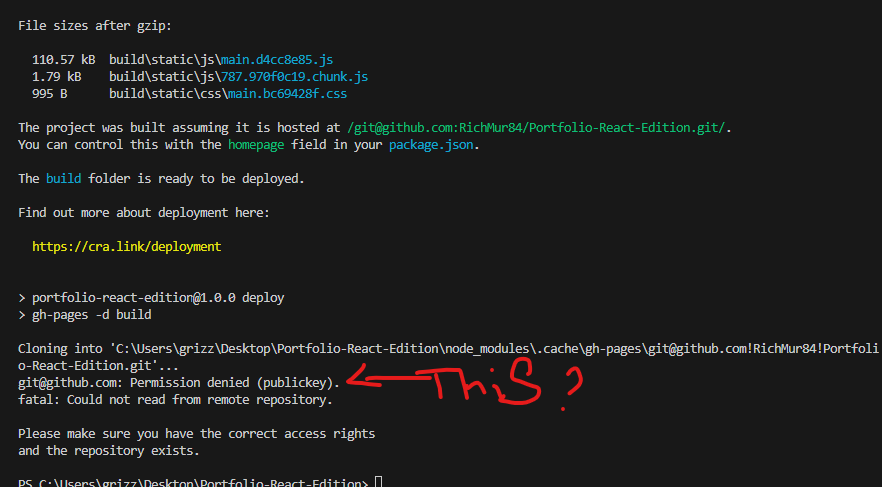 File sizes after gzip:
110.57 kB  build\static\js\main.d4cc8e85.js
1.79 kB    build\static\js\787.970f0c19.chunk.js
995 B      build\static\css\main.bc69428f.css
The project was built assuming it is hosted at /git@github.com:RichMur84/Portfolio-React-Edition.git/.
You can control this with the homepage field in your package.json.
The build folder is ready to be deployed.
Find out more about deployment here:
https://cra.link/deployment
> portfolio-react-edition@1.0.0 deploy
> gh-pages -d build
Cloning into 'C:\Users\grizz\Desktop\Portfolio-React-Edition\node_modules\.cache\gh-pages\git@github.com!RichMur84!Portfoli
o-React-Edition.git'...
git@github.com: Permission denied (publickey). ThiS ?
fatal: Could not read from remote repository.
Please make sure you have the correct access rights
and the repository exists.
PS C:\Users\grizz\Desktop\Portfolio-React-Edition>